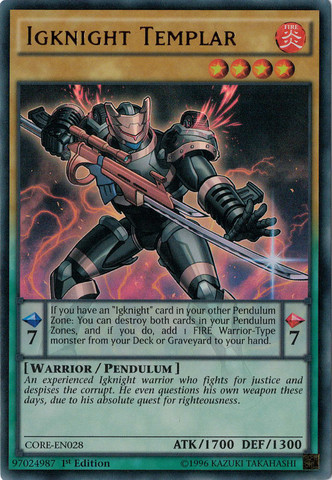 Igknight Templar
FIRE
炎
If you have an "Igknight" card in your other Pendulum
Zone: You can destroy both cards in your Pendulum
Zones, and if you do, add 1 FIRE Warrior-Type
monster from your Deck or Graveyard to your hand.
7
7
[Warrior / Pendulum]
An experienced Igknight warrior who fights for justice and
despises the corrupt. He even questions his own weapon these
days, due to his absolute quest for righteousness.
CORE-EN028
ATK/1700 DEF/1300
97024987 1st Edition
©1996 KAZUKI TAKAHASHI